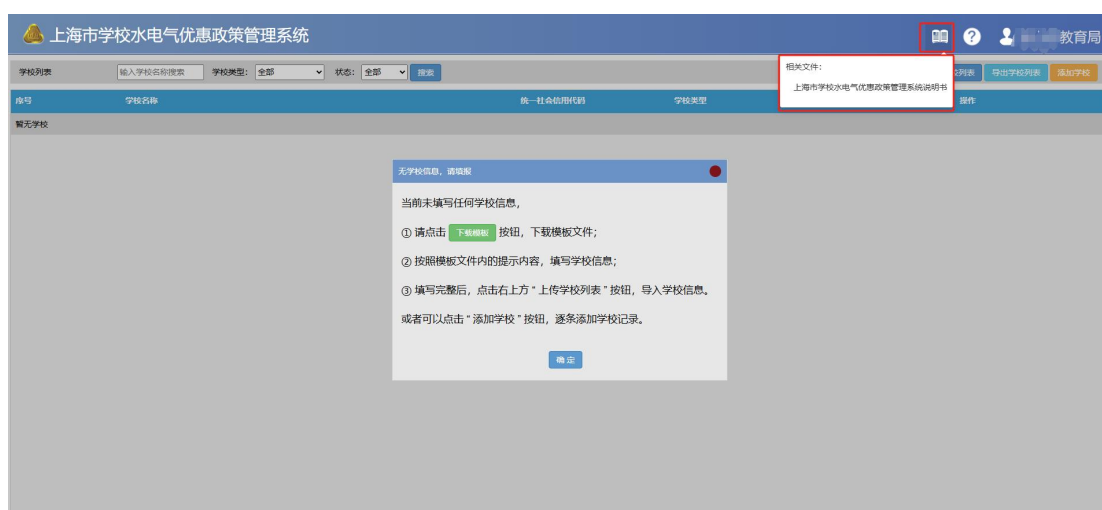 上海市学校水电气优惠政策管理系统
? 教育局
学校列表 输入学校名称搜索 学校类型： 全部 状态： 全部 搜索 列表 导出学校列表 添加学校
相关文件：
上海市学校水电气优惠政策管理系统说明书
序号 学校名称 统一社会信用代码 学校类型 操作
暂无学校
无学校信息，请填报
当前未填写任何学校信息，
① 请点击 下载模板 按钮，下载模板文件；
② 按照模板文件内的提示内容，填写学校信息；
③ 填写完整后，点击右上方“上传学校列表”按钮，导入学校信息。
或者可以点击“添加学校”按钮，逐条添加学校记录。
确 定